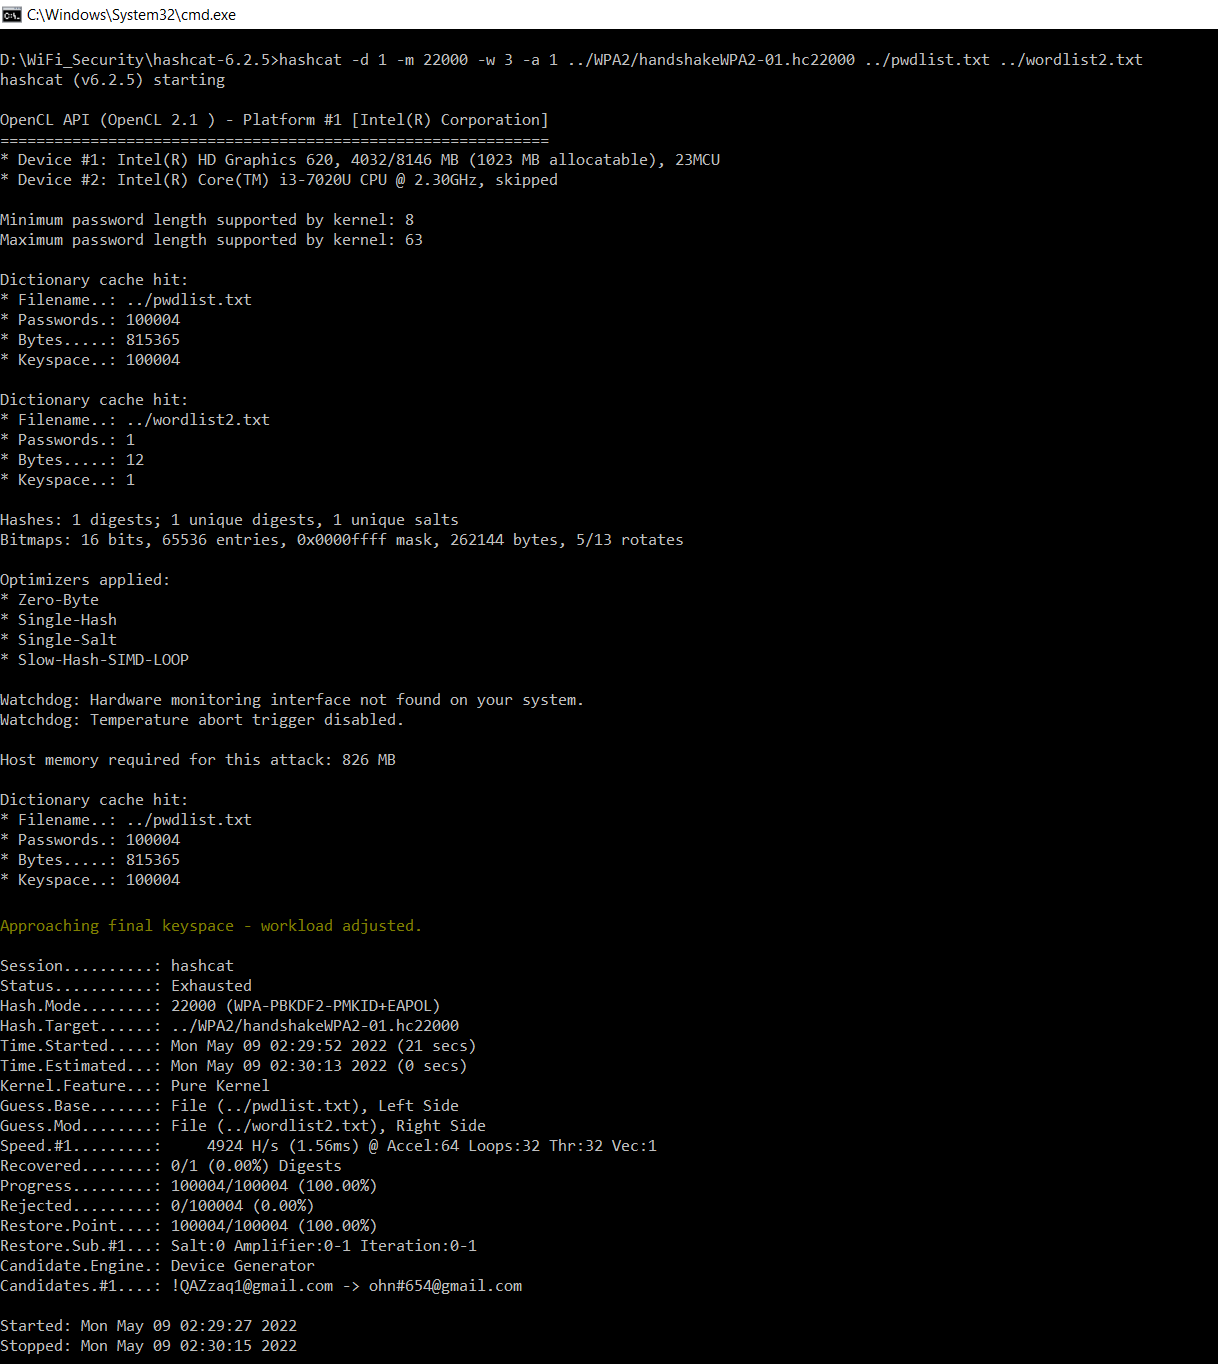 C:\Windows\System32\cmd.exe
D:\WiFi_Security\hashcat-6.2.5>hashcat -d 1 -m 22000 -w 3 -a 1 ../WPA2/handshakeWPA2-01.hc22000 ../pwdlist.txt ../wordlist2.txt
hashcat (v6.2.5) starting
OpenCL API (OpenCL 2.1 ) - Platform #1 [Intel(R) Corporation]
=============================================================
* Device #1: Intel(R) HD Graphics 620, 4032/8146 MB (1023 MB allocatable), 23MCU
* Device #2: Intel(R) Core(TM) i3-7020U CPU @ 2.30GHz, skipped
Minimum password length supported by kernel: 8
Maximum password length supported by kernel: 63
Dictionary cache hit:
* Filename..: ../pwdlist.txt
* Passwords.: 100004
* Bytes.....: 815365
* Keyspace..: 100004
Dictionary cache hit:
* Filename..: ../wordlist2.txt
* Passwords.: 1
* Bytes.....: 12
* Keyspace..: 1
Hashes: 1 digests; 1 unique digests, 1 unique salts
Bitmaps: 16 bits, 65536 entries, 0x0000ffff mask, 262144 bytes, 5/13 rotates
Optimizers applied:
* Zero-Byte
* Single-Hash
* Single-Salt
* Slow-Hash-SIMD-LOOP
Watchdog: Hardware monitoring interface not found on your system.
Watchdog: Temperature abort trigger disabled.
Host memory required for this attack: 826 MB
Dictionary cache hit:
* Filename..: ../pwdlist.txt
* Passwords.: 100004
* Bytes.....: 815365
* Keyspace..: 100004
Approaching final keyspace - workload adjusted.
Session..........: hashcat
Status...........: Exhausted
Hash.Mode........: 22000 (WPA-PBKDF2-PMKID+EAPOL)
Hash.Target......: ../WPA2/handshakeWPA2-01.hc22000
Time.Started.....: Mon May 09 02:29:52 2022 (21 secs)
Time.Estimated...: Mon May 09 02:30:13 2022 (0 secs)
Kernel.Feature...: Pure Kernel
Guess.Base.......: File (../pwdlist.txt), Left Side
Guess.Mod........: File (../wordlist2.txt), Right Side
Speed.#1.........:     4924 H/s (1.56ms) @ Accel:64 Loops:32 Thr:32 Vec:1
Recovered........: 0/1 (0.00%) Digests
Progress.........: 100004/100004 (100.00%)
Rejected.........: 0/100004 (0.00%)
Restore.Point....: 100004/100004 (100.00%)
Restore.Sub.#1...: Salt:0 Amplifier:0-1 Iteration:0-1
Candidate.Engine.: Device Generator
Candidates.#1....: !QAZzaq1@gmail.com -> ohn#654@gmail.com
Started: Mon May 09 02:29:27 2022
Stopped: Mon May 09 02:30:15 2022